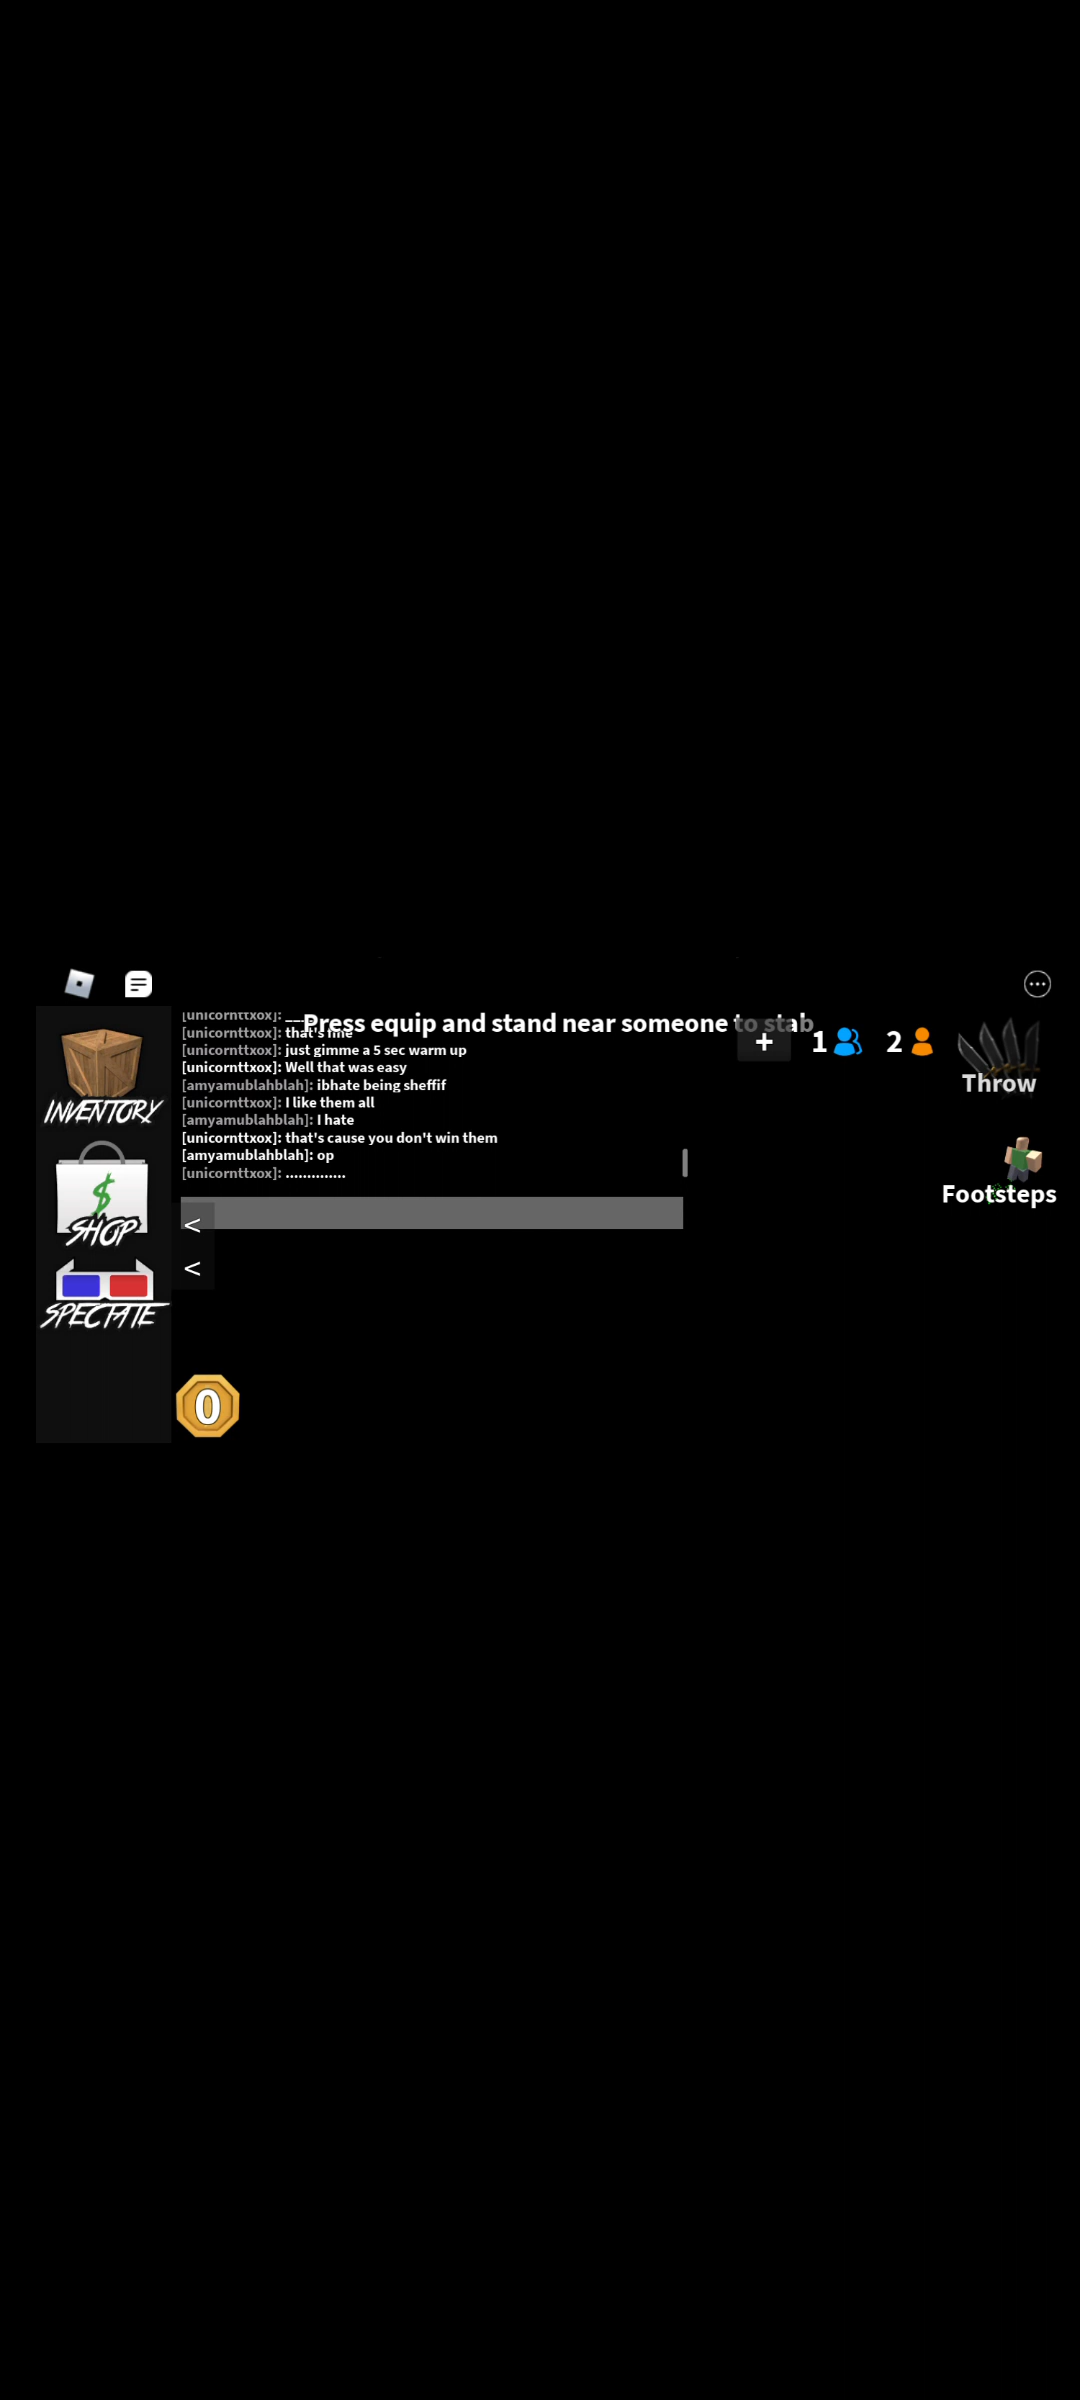 [unicornttxox]:
Press equip and stand near someone to stab
[unicornttxox]: that's fine
[unicornttxox]: just gimme a 5 sec warm up
[unicornttxox]: Well that was easy
[amyamublahblah]: ibhate being sheffif
[unicornttxox]: I like them all
[amyamublahblah]: I hate
[unicornttxox]: that's cause you don't win them
[amyamublahblah]: op
[unicornttxox]: ..............
+
1
2
Throw
Footsteps
INVENTORY
SHOP
SPECTATE
<
<
0